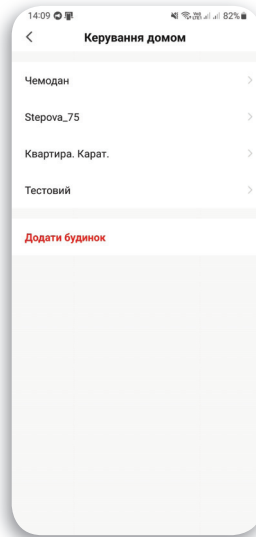 14:09 82%
Керування домом
Чемодан
Stepova_75
Квартира. Карат.
Тестовий
Додати будинок